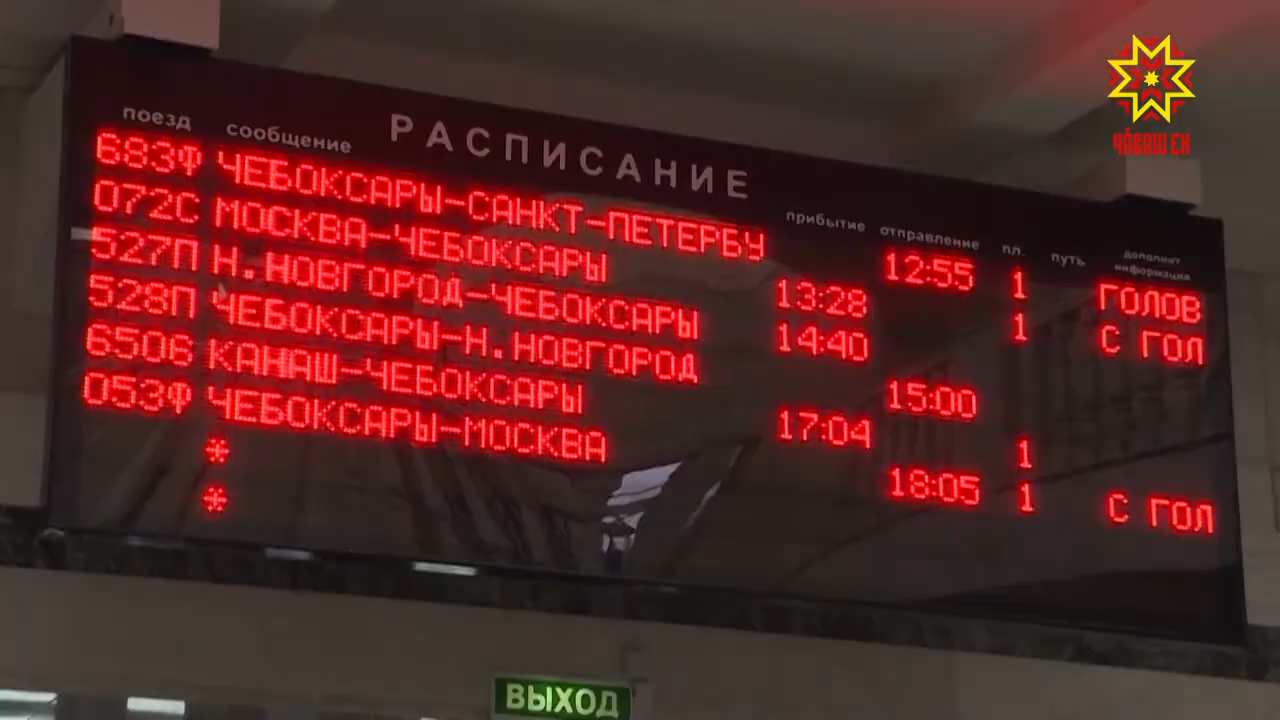 ЧӐВАШ ЕН
РАСПИСАНИЕ
поезд сообщение прибытие отправление пл. путь дополнит информация
683Ф ЧЕБОКСАРЫ-САНКТ-ПЕТЕРБУ 12:55 1 ГОЛОВ
072С МОСКВА-ЧЕБОКСАРЫ 13:28 1 С ГОЛ
527П Н.НОВГОРОД-ЧЕБОКСАРЫ 14:40
528П ЧЕБОКСАРЫ-Н.НОВГОРОД 15:00
6506 КАНАШ-ЧЕБОКСАРЫ 17:04 1
053Ф ЧЕБОКСАРЫ-МОСКВА 18:05 1 С ГОЛ
*
*
ВЫХОД